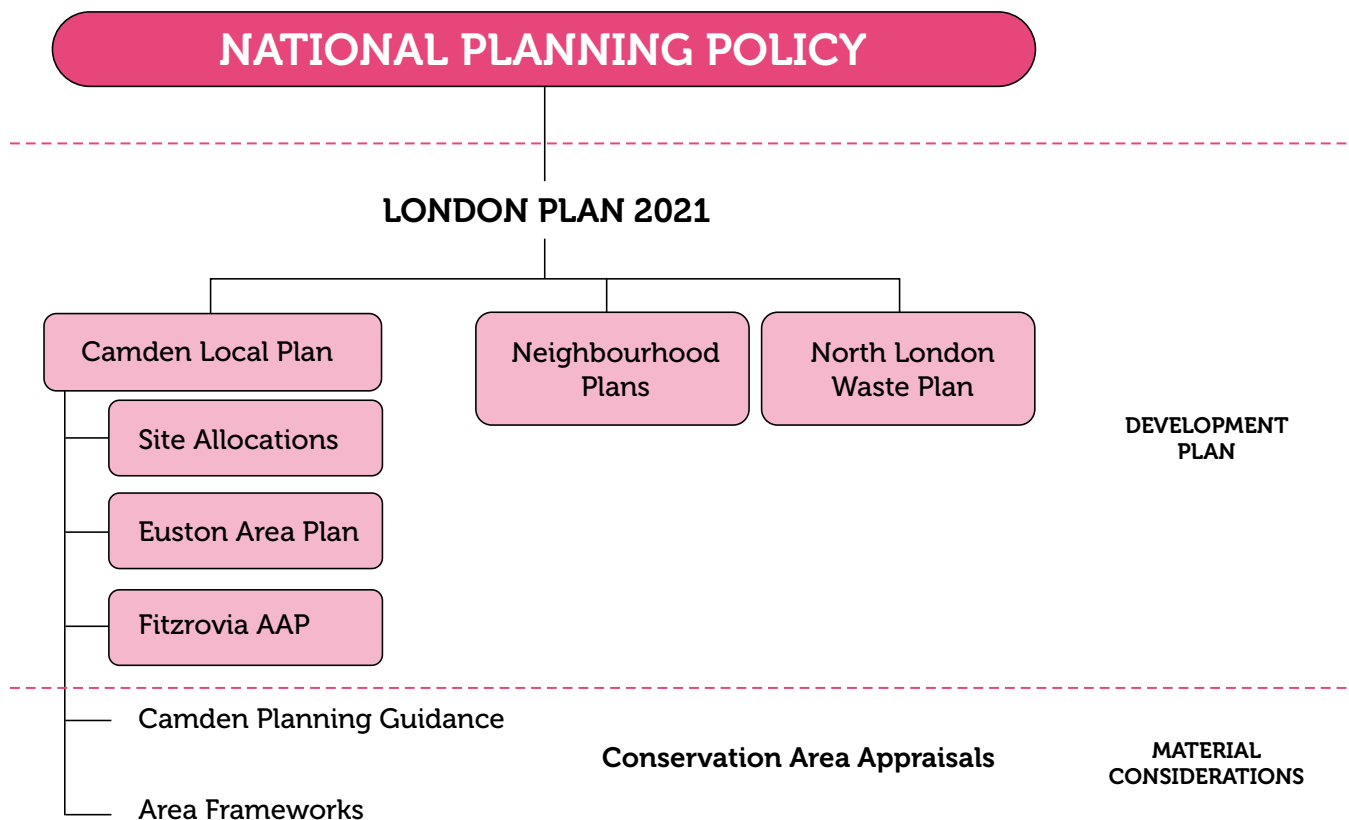 NATIONAL PLANNING POLICY
LONDON PLAN 2021
Camden Local Plan
Neighbourhood
Plans
North London
Waste Plan
Site Allocations
Euston Area Plan
Fitzrovia AAP
DEVELOPMENT
PLAN
Camden Planning Guidance
Area Frameworks
Conservation Area Appraisals
MATERIAL
CONSIDERATIONS